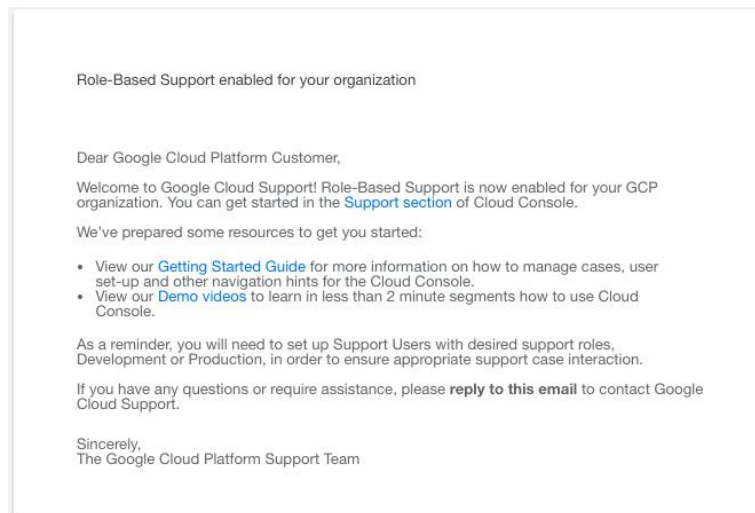 Role-Based Support enabled for your organization
Dear Google Cloud Platform Customer,
Welcome to Google Cloud Support! Role-Based Support is now enabled for your GCP
organization. You can get started in the Support section of Cloud Console.
We've prepared some resources to get you started:
• View our Getting Started Guide for more information on how to manage cases, user
set-up and other navigation hints for the Cloud Console.
• View our Demo videos to learn in less than 2 minute segments how to use Cloud
Console.
As a reminder, you will need to set up Support Users with desired support roles,
Development or Production, in order to ensure appropriate support case interaction.
If you have any questions or require assistance, please reply to this email to contact Google
Cloud Support.
Sincerely,
The Google Cloud Platform Support Team